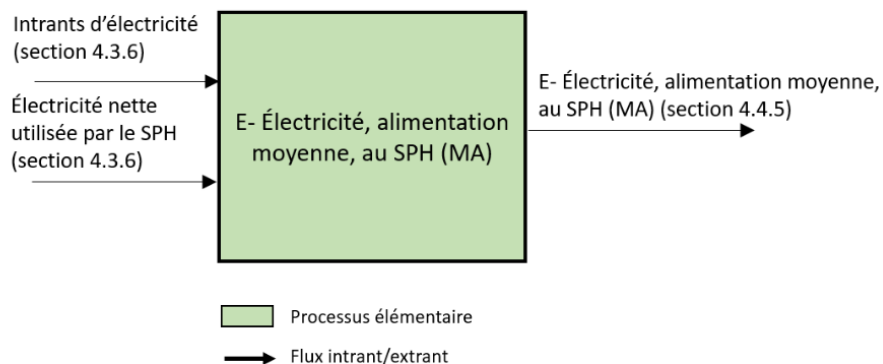 Intrants d'électricité
(section 4.3.6)
Électricité nette
utilisée par le SPH
(section 4.3.6)
E- Électricité, alimentation
moyenne, au SPH (MA)
E- Électricité, alimentation moyenne,
au SPH (MA) (section 4.4.5)
Processus élémentaire
Flux intrant/extrant